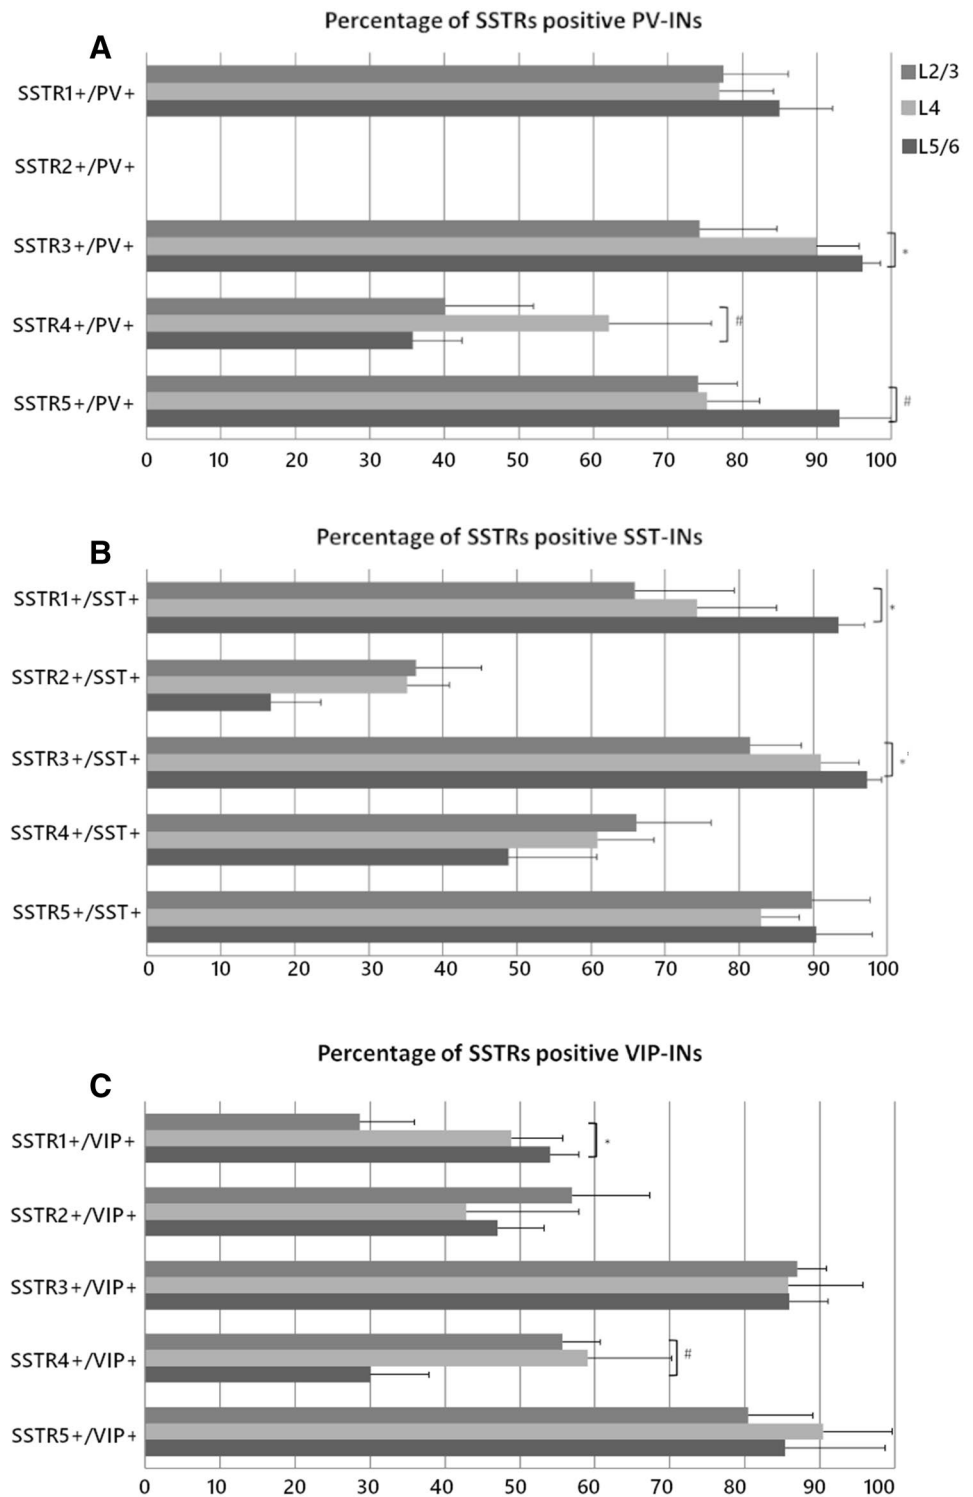 Percentage of SSTRs positive PV-INs
A
L2/3
L4
L5/6
SSTR1+/PV+
SSTR2+/PV+
SSTR3+/PV+
*
SSTR4+/PV+
#
SSTR5+/PV+
#
0 10 20 30 40 50 60 70 80 90 100
Percentage of SSTRs positive SST-INs
B
SSTR1+/SST+
*
SSTR2+/SST+
SSTR3+/SST+
*
SSTR4+/SST+
SSTR5+/SST+
0 10 20 30 40 50 60 70 80 90 100
Percentage of SSTRs positive VIP-INs
C
SSTR1+/VIP+
*
SSTR2+/VIP+
SSTR3+/VIP+
SSTR4+/VIP+
#
SSTR5+/VIP+
0 10 20 30 40 50 60 70 80 90 100